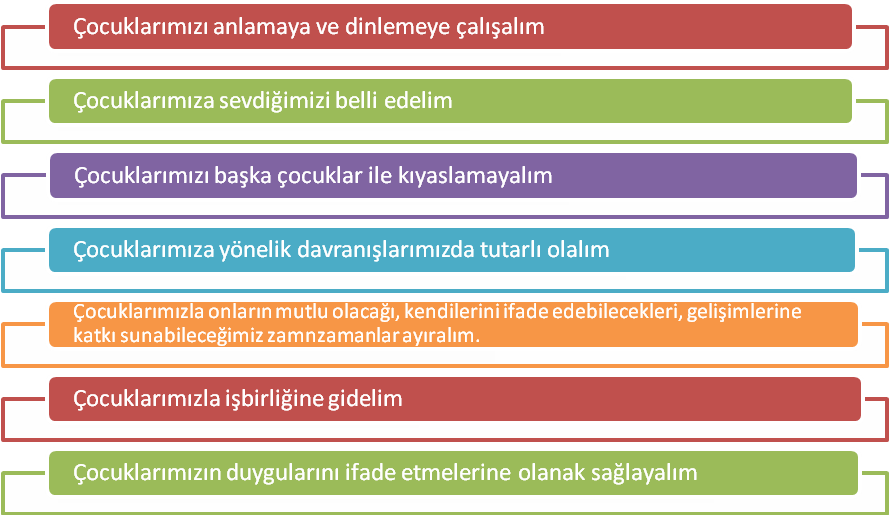 Çocuklarımızı anlamaya ve dinlemeye çalışalım
Çocuklarımıza sevdiğimizi belli edelim
Çocuklarımızı başka çocuklar ile kıyaslamayalım
Çocuklarımıza yönelik davranışlarımızda tutarlı olalım
Çocuklarımızla onların mutlu olacağı, kendilerini ifade edebilecekleri, gelişimlerine
katkı sunabileceğimiz zamnzamanlar ayıralım.
Çocuklarımızla işbirliğine gidelim
Çocuklarımızın duygularını ifade etmelerine olanak sağlayalım